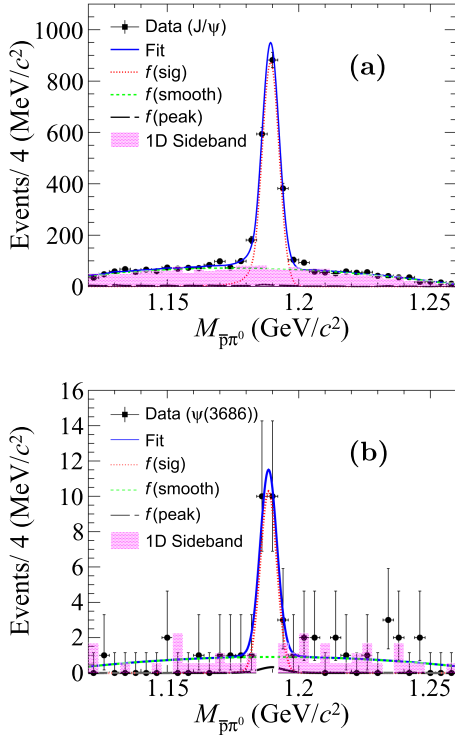 Events/ 4 (MeV/c²)
1000
800
600
400
200
0
Data (J/ψ)
Fit
f(sig)
f(smooth)
f(peak)
1D Sideband
(a)
1.15 1.2 1.25
M_p̅π⁰ (GeV/c²)
Events/ 4 (MeV/c²)
16
14
12
10
8
6
4
2
0
Data (ψ(3686))
Fit
f(sig)
f(smooth)
f(peak)
1D Sideband
(b)
1.15 1.2 1.25
M_p̅π⁰ (GeV/c²)